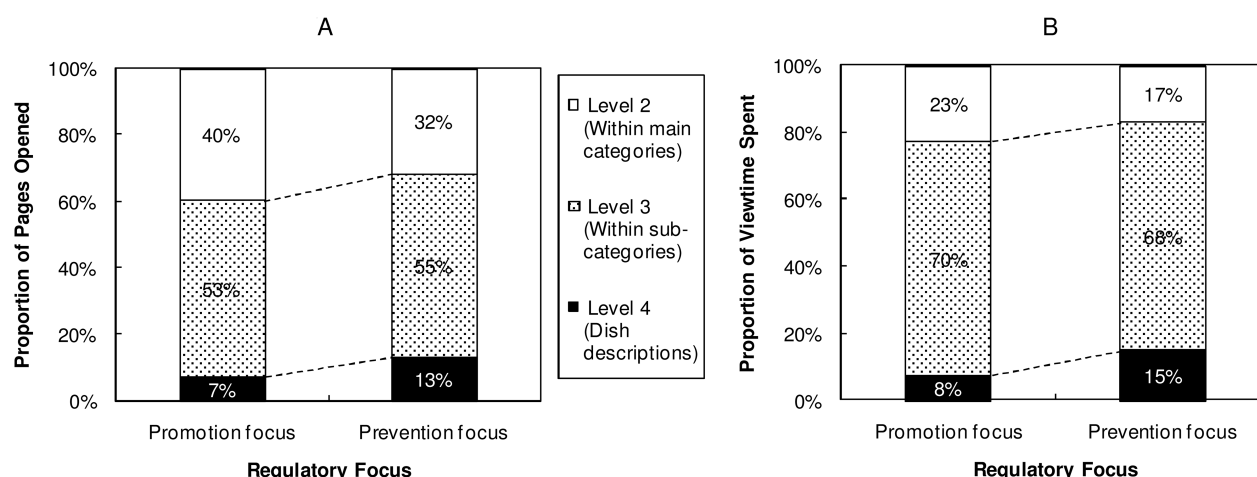 A
Proportion of Pages Opened
100%
80%
60%
40%
20%
0%
40%
53%
7%
32%
55%
13%
Promotion focus
Prevention focus
Regulatory Focus
Level 2
(Within main
categories)
Level 3
(Within sub-
categories)
Level 4
(Dish
descriptions)
B
Proportion of Viewtime Spent
100%
80%
60%
40%
20%
0%
23%
70%
8%
17%
68%
15%
Promotion focus
Prevention focus
Regulatory Focus